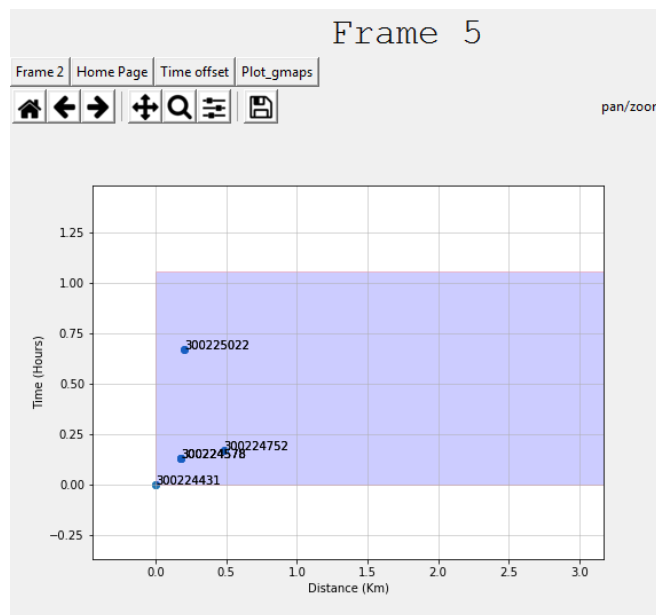 Frame 5
Frame 2 Home Page Time offset Plot_gmaps
pan/zoo
1.25
1.00
0.75
0.50
0.25
0.00
−0.25
Time (Hours)
300225022
300224752
300224578
300224431
0.0 0.5 1.0 1.5 2.0 2.5 3.0
Distance (Km)